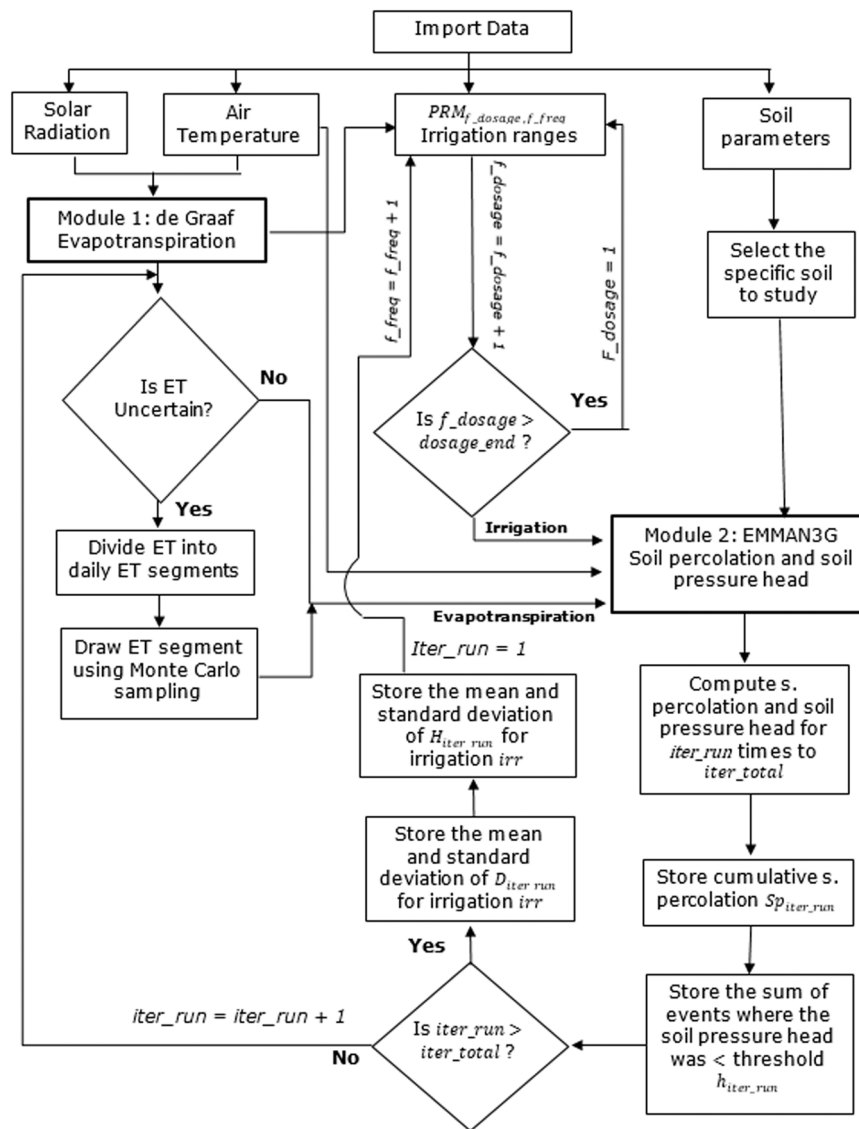 Import Data
Solar
Radiation
Air
Temperature
PRM_{f_dosage,f_freq}
Irrigation ranges
Soil
parameters
Module 1: de Graaf
Evapotranspiration
f_freq = f_freq + 1
f_dosage = f_dosage + 1
F_dosage = 1
Select the
specific soil
to study
Is ET
Uncertain?
No
Yes
Is f_dosage >
dosage_end ?
Yes
Divide ET into
daily ET segments
Draw ET segment
using Monte Carlo
sampling
Irrigation
Evapotranspiration
Module 2: EMMAN3G
Soil percolation and soil
pressure head
Iter_run = 1
Compute s.
percolation and soil
pressure head for
iter_run times to
iter_total
Store the mean and
standard deviation
of H_{iter run} for
irrigation irr
Store the mean
and standard
deviation of D_{iter run}
for irrigation irr
Store cumulative s.
percolation Sp_{iter_run}
Yes
Store the sum of
events where the
soil pressure head
was < threshold
h_{iter_run}
Is iter_run >
iter_total ?
No
iter_run = iter_run + 1